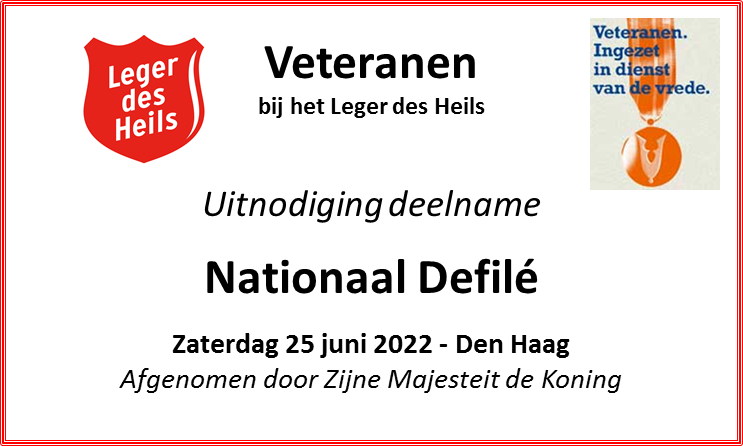 Leger
des
Heils
Veteranen
bij het Leger des Heils
Veteranen.
Ingezet
in dienst
van de vrede.
Uitnodiging deelname
Nationaal Defilé
Zaterdag 25 juni 2022 - Den Haag
Afgenomen door Zijne Majesteit de Koning